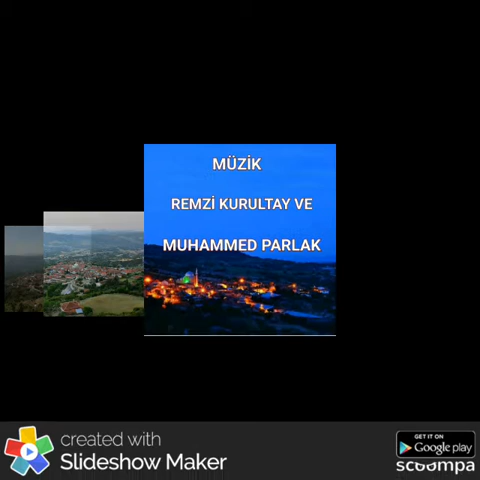 MÜZİK
REMZİ KURULTAY VE
MUHAMMED PARLAK
created with
Slideshow Maker
GET IT ON
Google play
scoompa